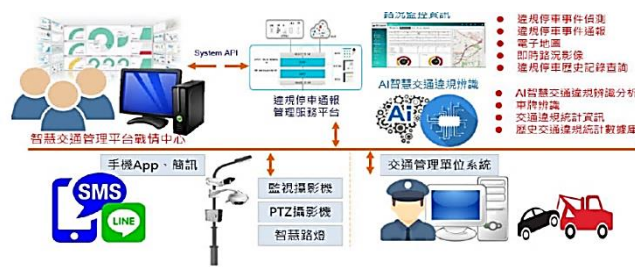 路況監控資訊
違規停車事件偵測
違規停車事件通報
電子地圖
即時路況影像
違規停車歷史記錄查詢
System API
違規停車通報
管理服務平台
AI智慧交通違規辨識
Ai
AI智慧交通違規辨識分析
車牌辨識
交通違規統計資訊
歷史交通違規統計數據庫
智慧交通管理平台戰情中心
手機App、簡訊
SMS
LINE
監視攝影機
PTZ攝影機
智慧路燈
交通管理單位系統